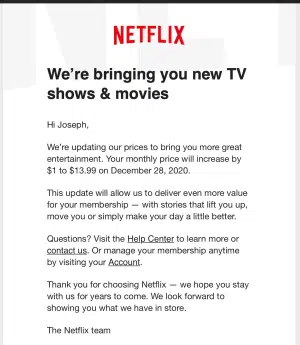 NETFLIX
We're bringing you new TV
shows & movies
Hi Joseph,
We're updating our prices to bring you more great
entertainment. Your monthly price will increase by
$1 to $13.99 on December 28, 2020.
This update will allow us to deliver even more value
for your membership — with stories that lift you up,
move you or simply make your day a little better.
Questions? Visit the Help Center to learn more or
contact us. Or manage your membership anytime
by visiting your Account.
Thank you for choosing Netflix — we hope you stay
with us for years to come. We look forward to
showing you what we have in store.
The Netflix team